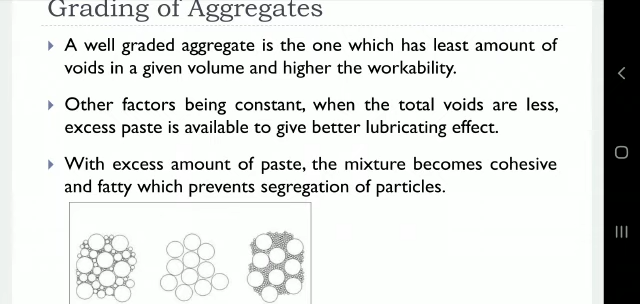 Grading of Aggregates
A well graded aggregate is the one which has least amount of
voids in a given volume and higher the workability.
Other factors being constant, when the total voids are less,
excess paste is available to give better lubricating effect.
With excess amount of paste, the mixture becomes cohesive
and fatty which prevents segregation of particles.